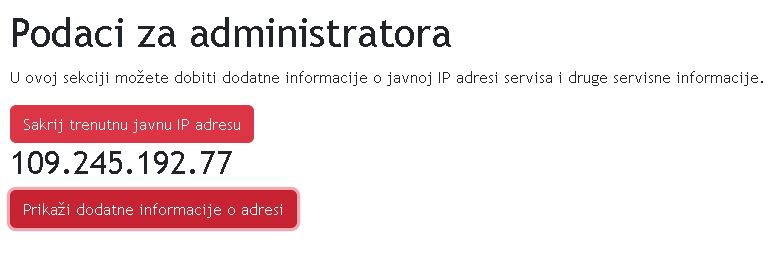 Podaci za administratora
U ovoj sekciji možete dobiti dodatne informacije o javnoj IP adresi servisa i druge servisne informacije.
Sakrij trenutnu javnu IP adresu
109.245.192.77
Prikaži dodatne informacije o adresi